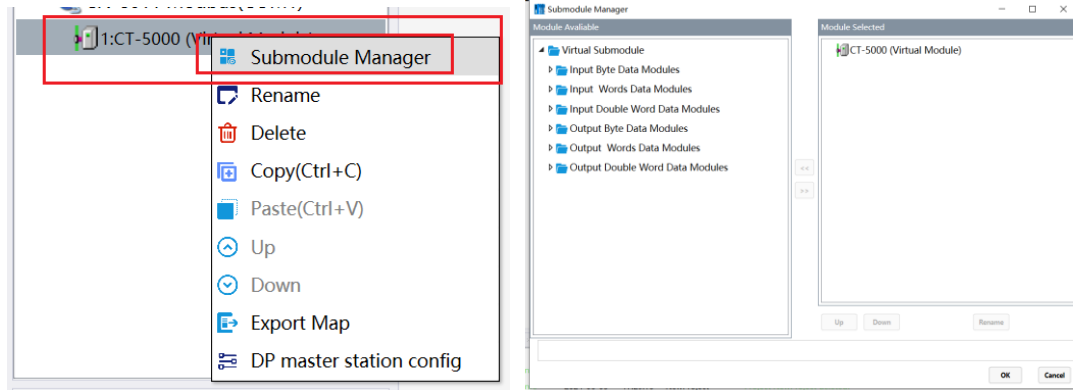 1:CT-5000
Submodule Manager
Rename
Delete
Copy(Ctrl+C)
Paste(Ctrl+V)
Up
Down
Export Map
DP master station config
Submodule Manager
Module Avaliable
Virtual Submodule
Input Byte Data Modules
Input Words Data Modules
Input Double Word Data Modules
Output Byte Data Modules
Output Words Data Modules
Output Double Word Data Modules
<<
>>
Module Selected
CT-5000 (Virtual Module)
Up
Down
Rename
OK
Cancel